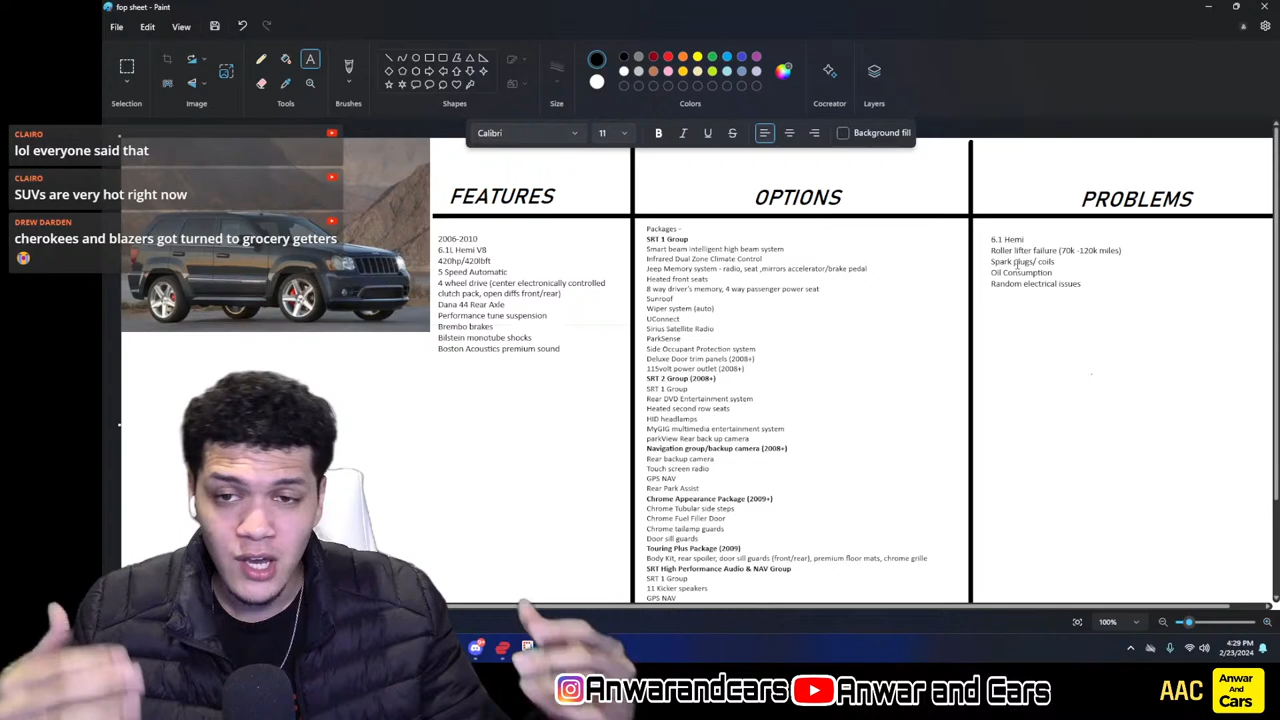 fop sheet - Paint
File
Edit
View
Selection
Image
Tools
Brushes
Shapes
Size
Colors
Cocreator
Layers
Calibri
11
B
I
U
Background fill
CLAIRO
lol everyone said that
CLAIRO
SUVs are very hot right now
DREW DARDEN
cherokees and blazers got turned to grocery getters
FEATURES
2006-2010
6.1L Hemi V8
420hp/420lbft
5 Speed Automatic
4 wheel drive (center electronically controlled
clutch pack, open diffs front/rear)
Dana 44 Rear Axle
Performance tune suspension
Brembo brakes
Bilstein monotube shocks
Boston Acoustics premium sound
OPTIONS
Packages -
SRT 1 Group
Smart beam intelligent high beam system
Infrared Dual Zone Climate Control
Jeep Memory system - radio, seat ,mirrors accelerator/brake pedal
Heated front seats
8 way driver's memory, 4 way passenger power seat
Sunroof
Wiper system (auto)
UConnect
Sirius Satellite Radio
ParkSense
Side Occupant Protection system
Deluxe Door trim panels (2008+)
115volt power outlet (2008+)
SRT 2 Group (2008+)
SRT 1 Group
Rear DVD Entertainment system
Heated second row seats
HID headlamps
MyGIG multimedia entertainment system
parkView Rear back up camera
Navigation group/backup camera (2008+)
Rear backup camera
Touch screen radio
GPS NAV
Rear Park Assist
Chrome Appearance Package (2009+)
Chrome Tubular side steps
Chrome Fuel Filler Door
Chrome tailamp guards
Door sill guards
Touring Plus Package (2009)
Body Kit, rear spoiler, door sill guards (front/rear), premium floor mats, chrome grille
SRT High Performance Audio & NAV Group
SRT 1 Group
11 Kicker speakers
GPS NAV
PROBLEMS
6.1 Hemi
Roller lifter failure (70k -120k miles)
Spark plugs/ coils
Oil Consumption
Random electrical issues
100%
4:29 PM
2/23/2024
Anwarandcars
Anwar and Cars
AAC
Anwar
And
Cars